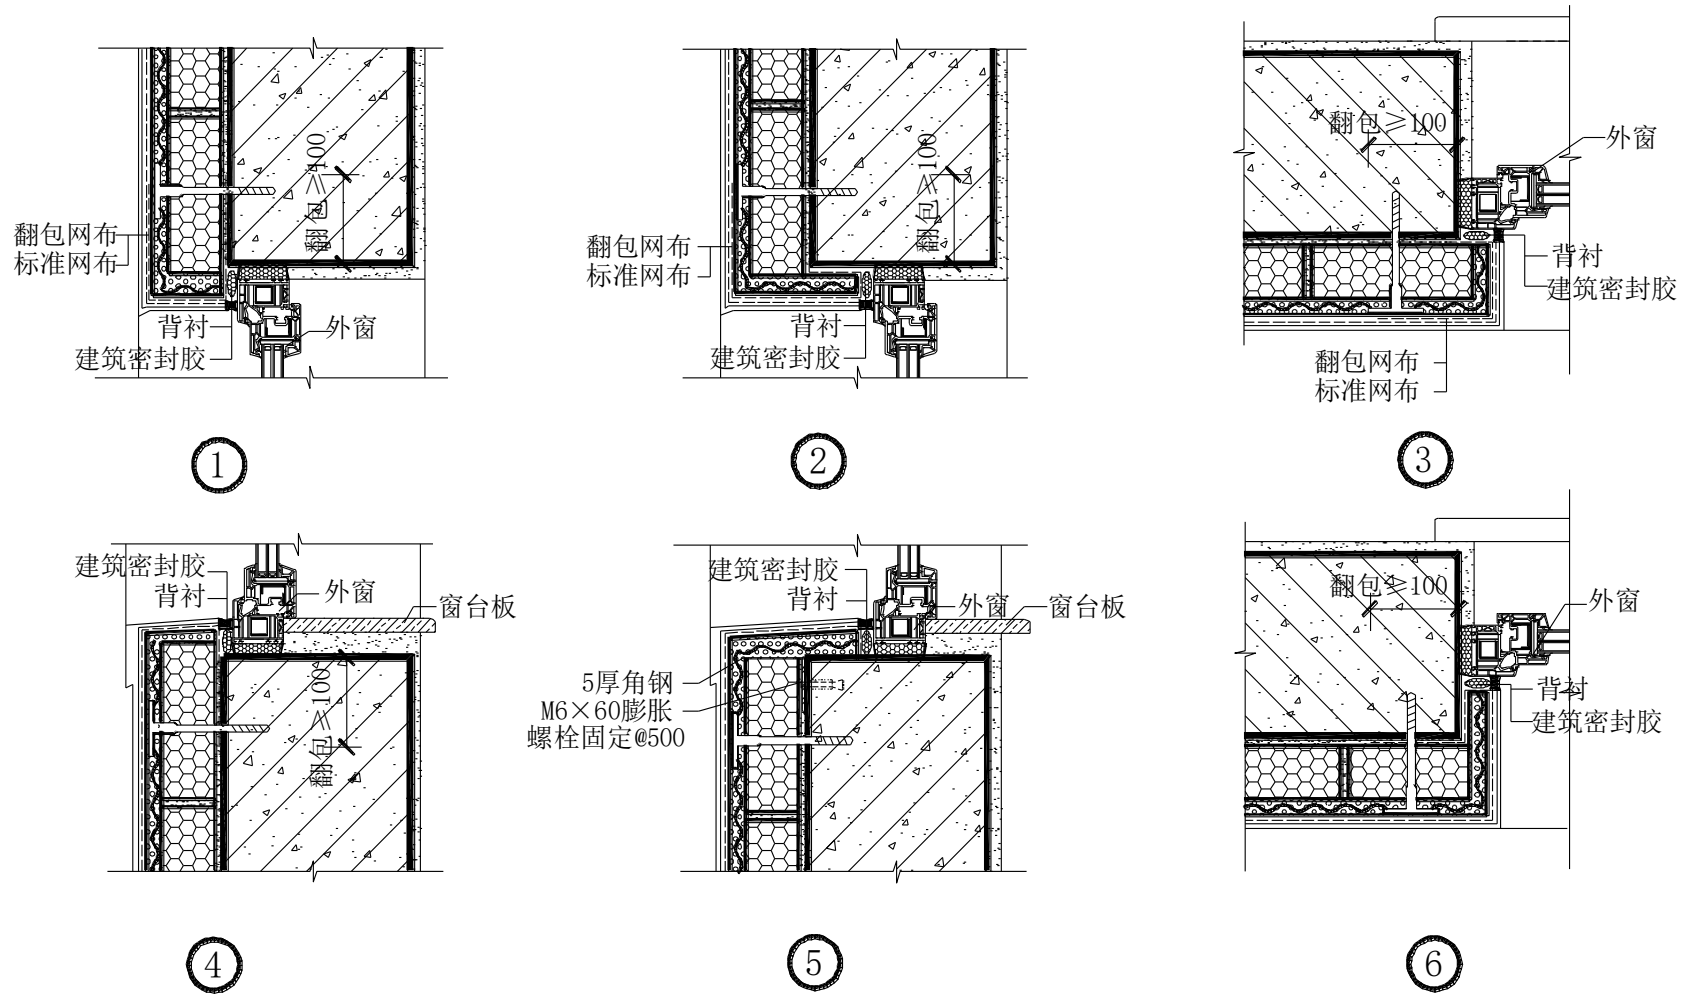 翻包≥100
翻包网布
标准网布
背衬
建筑密封胶
外窗
1
翻包≥100
翻包网布
标准网布
背衬
建筑密封胶
外窗
2
翻包≥100
外窗
背衬
建筑密封胶
翻包网布
标准网布
3
建筑密封胶
背衬
外窗
窗台板
翻包≥100
4
建筑密封胶
背衬
外窗
窗台板
5厚角钢
M6×60膨胀
螺栓固定@500
5
翻包≥100
外窗
背衬
建筑密封胶
6